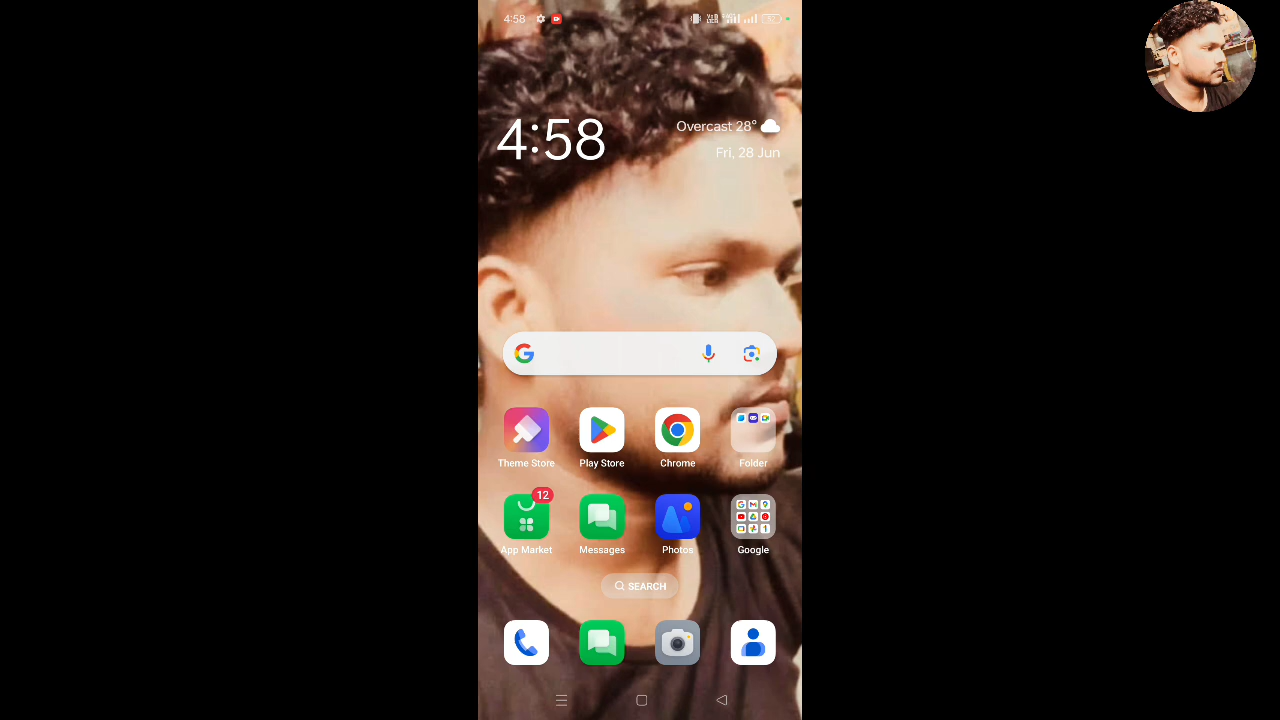 4:58
4:58
Overcast 28°
Fri, 28 Jun
Theme Store
Play Store
Chrome
Folder
12
App Market
Messages
Photos
Google
SEARCH